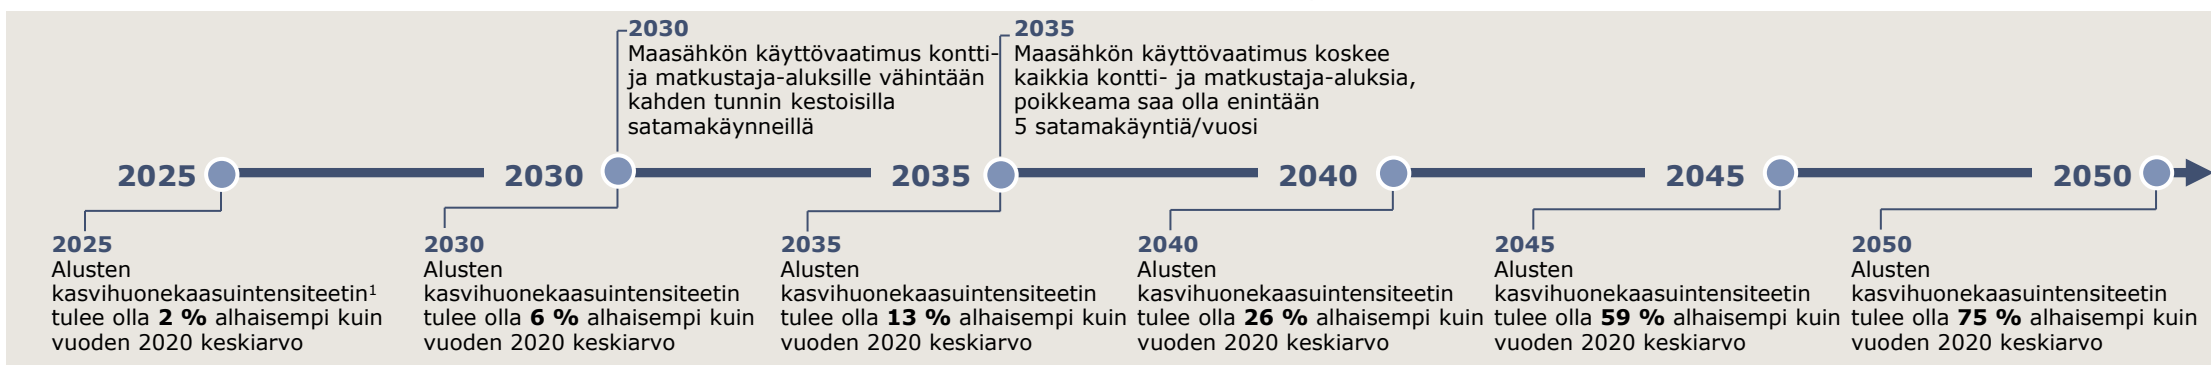 2030
Maasähkön käyttövaatimus kontti-
ja matkustaja-aluksille vähintään
kahden tunnin kestoisilla
satamakäynneillä
2035
Maasähkön käyttövaatimus koskee
kaikkia kontti- ja matkustaja-aluksia,
poikkeama saa olla enintään
5 satamakäyntiä/vuosi
2025
2030
2035
2040
2045
2050
2025
Alusten
kasvihuonekaasuintensiteetin¹
tulee olla 2 % alhaisempi kuin
vuoden 2020 keskiarvo
2030
Alusten
kasvihuonekaasuintensiteetin
tulee olla 6 % alhaisempi kuin
vuoden 2020 keskiarvo
2035
Alusten
kasvihuonekaasuintensiteetin
tulee olla 13 % alhaisempi kuin
vuoden 2020 keskiarvo
2040
Alusten
kasvihuonekaasuintensiteetin
tulee olla 26 % alhaisempi kuin
vuoden 2020 keskiarvo
2045
Alusten
kasvihuonekaasuintensiteetin
tulee olla 59 % alhaisempi kuin
vuoden 2020 keskiarvo
2050
Alusten
kasvihuonekaasuintensiteetin
tulee olla 75 % alhaisempi kuin
vuoden 2020 keskiarvo